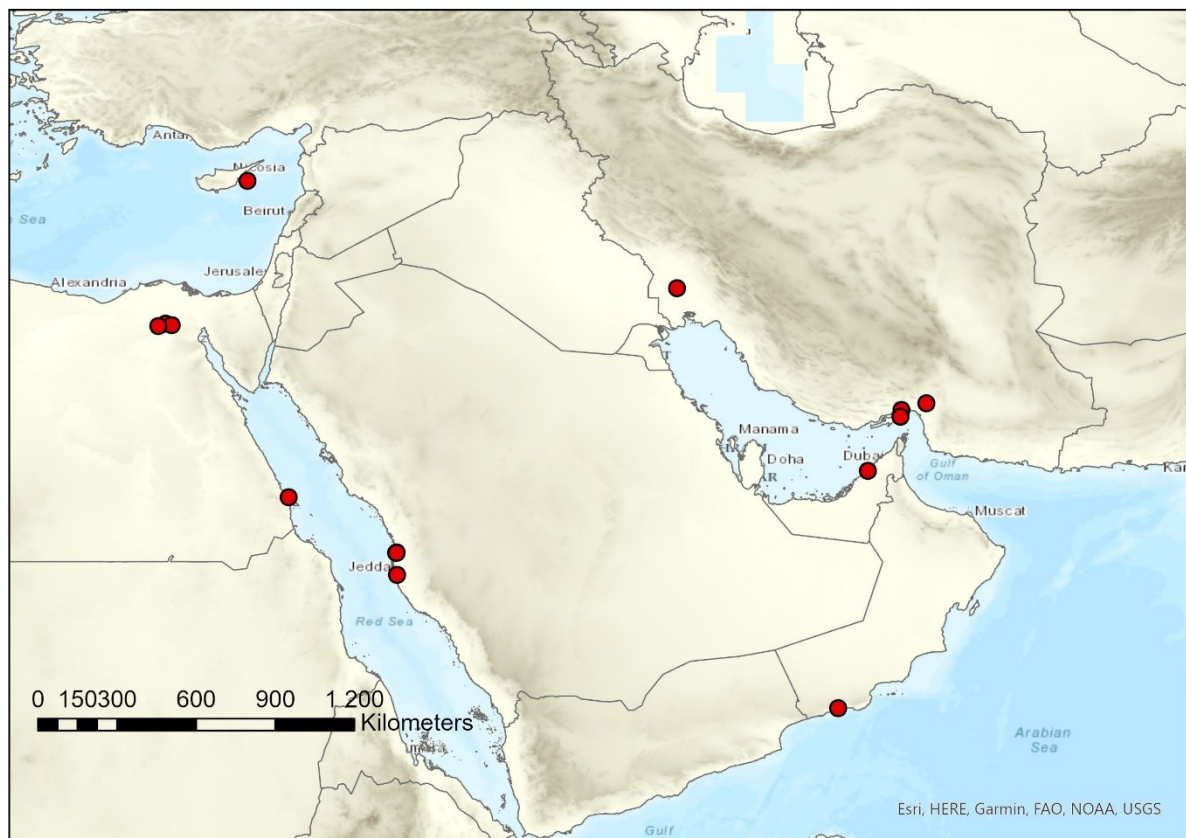 Antal
Nicosia
Beirut
n Sea
Jerusale
Alexandria
Manama
Doha
Duba
R
Gulf
of Oman
Kar
Muscat
Jedda
Red Sea
0 150300 600 900 1.200
Kilometers
Arabian
Sea
Esri, HERE, Garmin, FAO, NOAA, USGS
Gulf